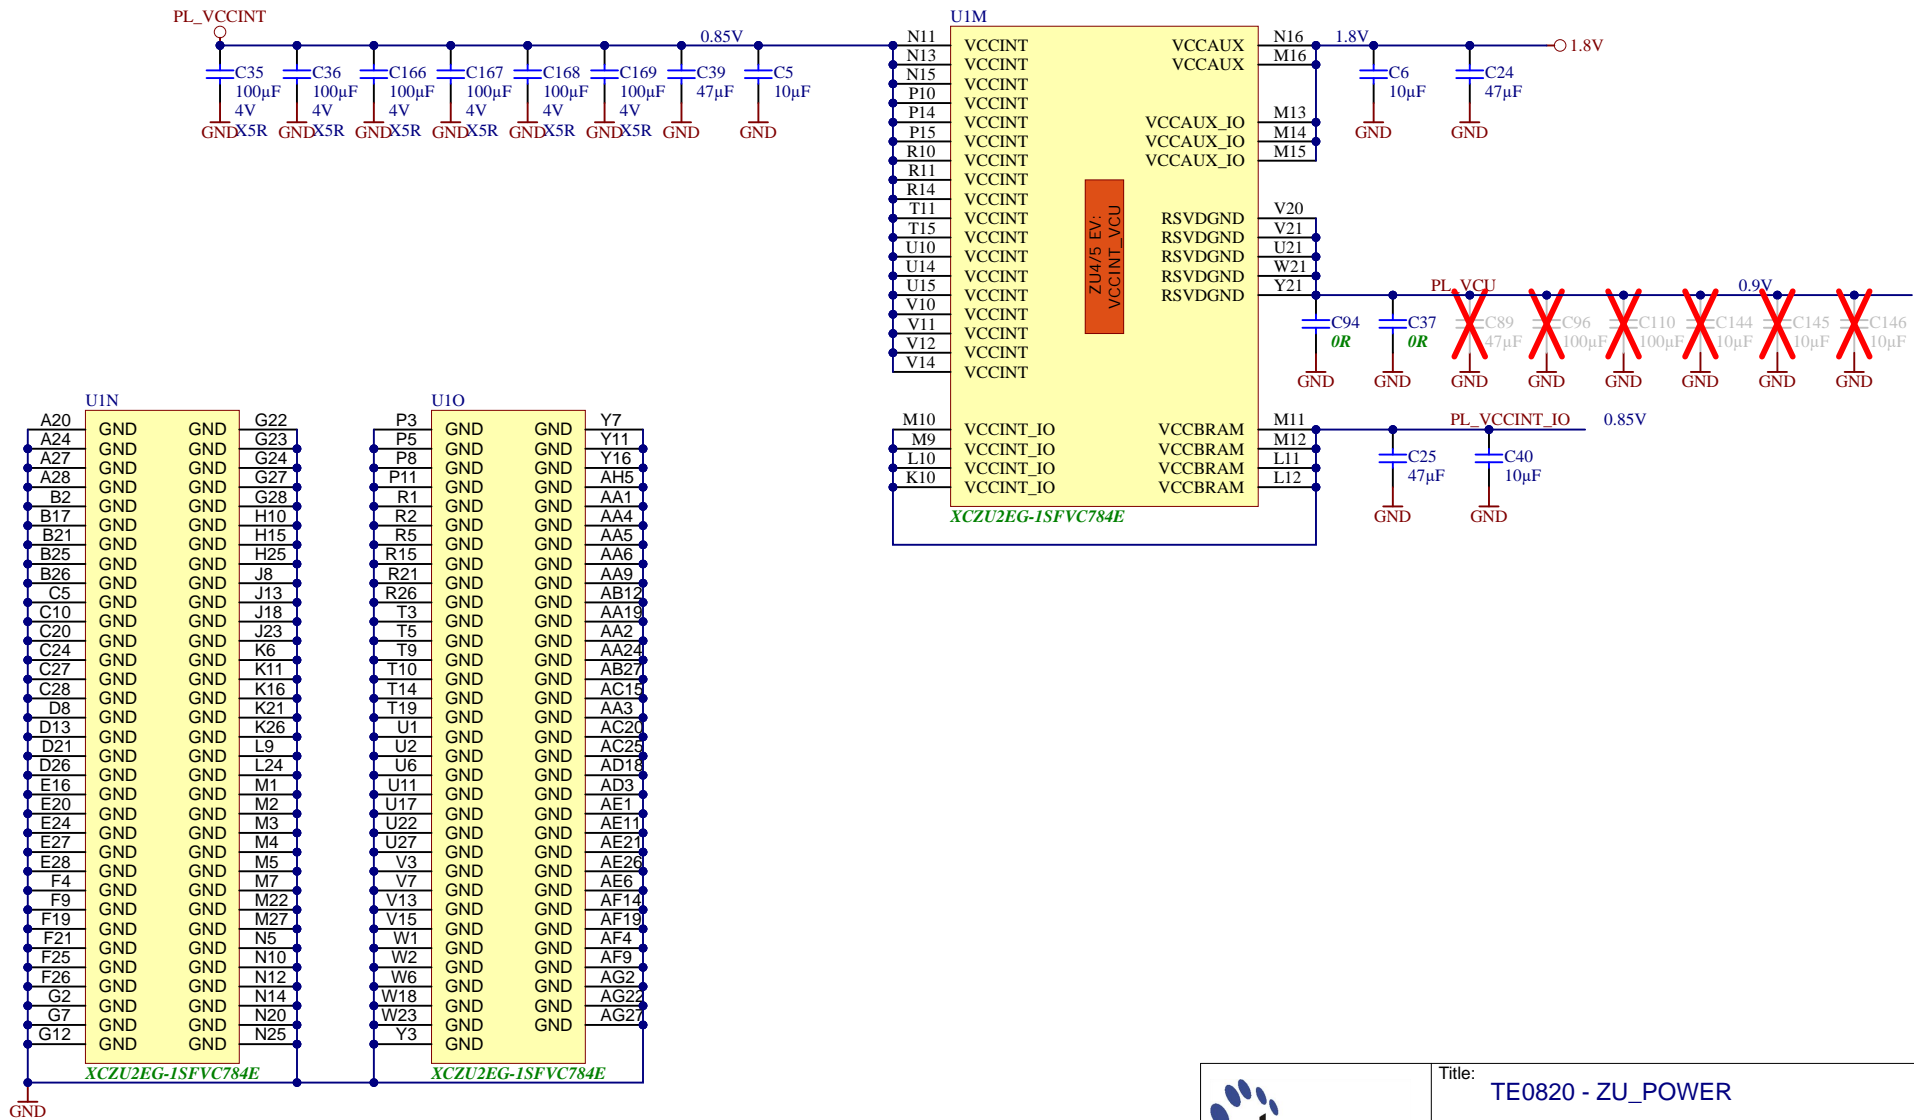 PL_VCCINT
0.85V
C35 C36 C166 C167 C168 C169 C39 C5
100µF 100µF 100µF 100µF 100µF 100µF 47µF 10µF
4V 4V 4V 4V 4V 4V
X5R X5R X5R X5R X5R X5R
GND GND GND GND GND GND GND GND
U1M
N11 VCCINT VCCAUX N16 1.8V 1.8V
N13 VCCINT VCCAUX M16
N15 VCCINT
P10 VCCINT
P14 VCCINT VCCAUX_IO M13
P15 VCCINT VCCAUX_IO M14
R10 VCCINT VCCAUX_IO M15
R11 VCCINT
R14 VCCINT
T11 VCCINT RSVDGND V20
T15 VCCINT RSVDGND V21
U10 VCCINT RSVDGND U21
U14 VCCINT RSVDGND W21
U15 VCCINT RSVDGND Y21
V10 VCCINT
V11 VCCINT
V12 VCCINT
V14 VCCINT
ZU4/5 EV:
VCCINT_VCU
C6 C24
10µF 47µF
GND GND
PL_VCU 0.9V
C94 C37 C89 C96 C110 C144 C145 C146
0R 0R 47µF 100µF 100µF 10µF 10µF 10µF
GND GND GND GND GND GND GND GND
M10 VCCINT_IO VCCBRAM M11 PL_VCCINT_IO 0.85V
M9 VCCINT_IO VCCBRAM M12
L10 VCCINT_IO VCCBRAM L11
K10 VCCINT_IO VCCBRAM L12
C25 C40
47µF 10µF
GND GND
XCZU2EG-1SFVC784E
U1N
A20 GND GND G22
A24 GND GND G23
A27 GND GND G24
A28 GND GND G27
B2 GND GND G28
B17 GND GND H10
B21 GND GND H15
B25 GND GND H25
B26 GND GND J8
C5 GND GND J13
C10 GND GND J18
C20 GND GND J23
C24 GND GND K6
C27 GND GND K11
C28 GND GND K16
D8 GND GND K21
D13 GND GND K26
D21 GND GND L9
D26 GND GND L24
E16 GND GND M1
E20 GND GND M2
E24 GND GND M3
E27 GND GND M4
E28 GND GND M5
F4 GND GND M7
F9 GND GND M22
F19 GND GND M27
F21 GND GND N5
F25 GND GND N10
F26 GND GND N12
G2 GND GND N14
G7 GND GND N20
G12 GND GND N25
XCZU2EG-1SFVC784E
GND
U1O
P3 GND GND Y7
P5 GND GND Y11
P8 GND GND Y16
P11 GND GND AH5
R1 GND GND AA1
R2 GND GND AA4
R5 GND GND AA5
R15 GND GND AA6
R21 GND GND AA9
R26 GND GND AB12
T3 GND GND AA19
T5 GND GND AA2
T9 GND GND AA24
T10 GND GND AB27
T14 GND GND AC15
T19 GND GND AA3
U1 GND GND AC20
U2 GND GND AC25
U6 GND GND AD18
U11 GND GND AD3
U17 GND GND AE1
U22 GND GND AE11
U27 GND GND AE21
V3 GND GND AE26
V7 GND GND AE6
V13 GND GND AF14
V15 GND GND AF19
W1 GND GND AF4
W2 GND GND AF9
W6 GND GND AG2
W18 GND GND AG22
W23 GND GND AG27
Y3 GND
XCZU2EG-1SFVC784E
Title:
TE0820 - ZU_POWER